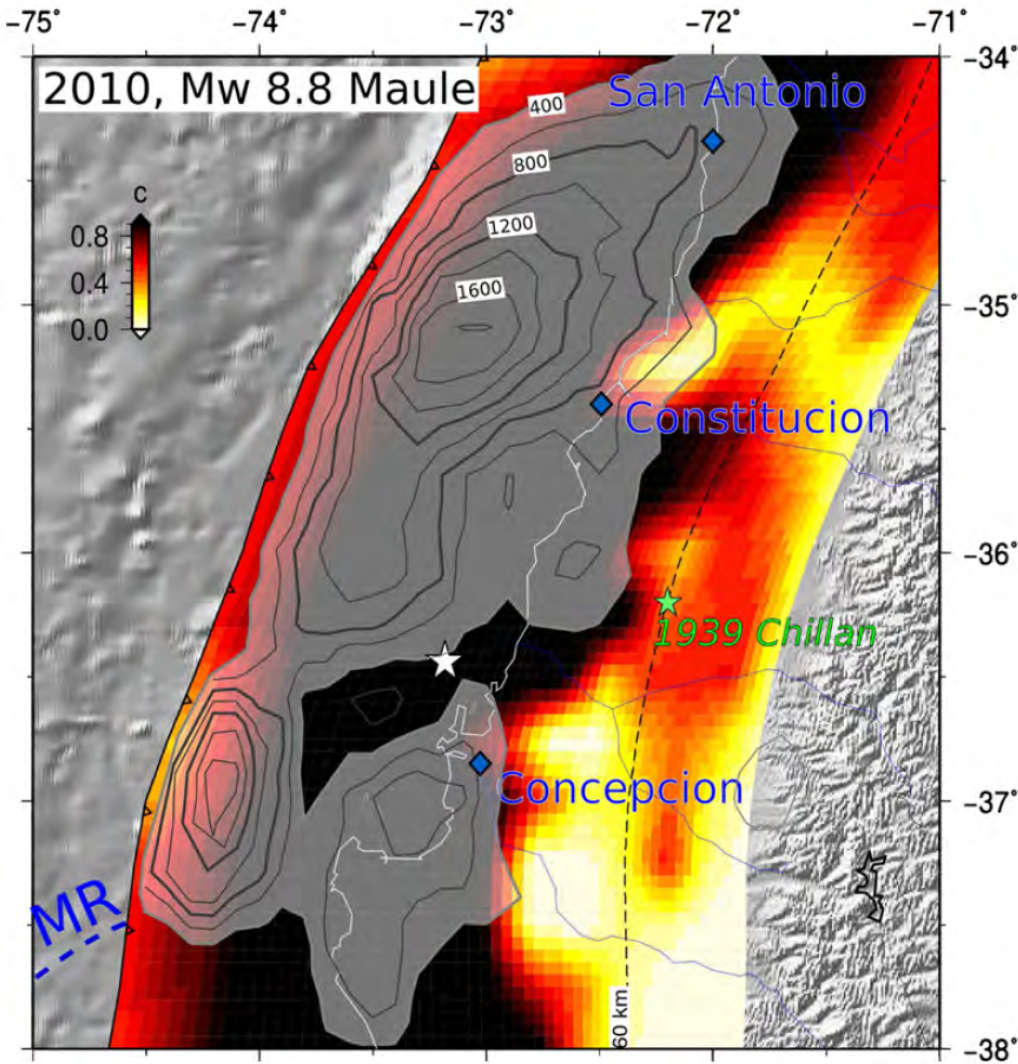 -75° -74° -73° -72° -71°
-34°
2010, Mw 8.8 Maule
San Antonio
400
800
c
0.8
0.4
0.0
1200
1600
-35°
Constitucion
-36°
1939 Chillan
Concepcion
-37°
MR
60 km
-38°